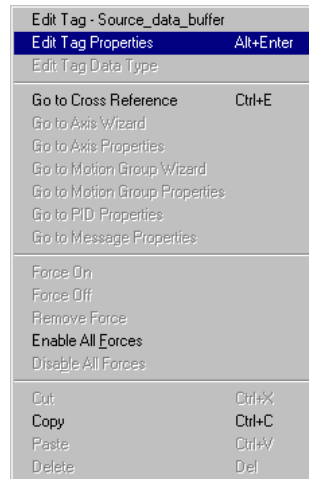 Edit Tag - Source_data_buffer
Edit Tag Properties Alt+Enter
Edit Tag Data Type
Go to Cross Reference Ctrl+E
Go to Axis Wizard
Go to Axis Properties
Go to Motion Group Wizard
Go to Motion Group Properties
Go to PID Properties
Go to Message Properties
Force On
Force Off
Remove Force
Enable All Forces
Disable All Forces
Cut Ctrl+X
Copy Ctrl+C
Paste Ctrl+V
Delete Del